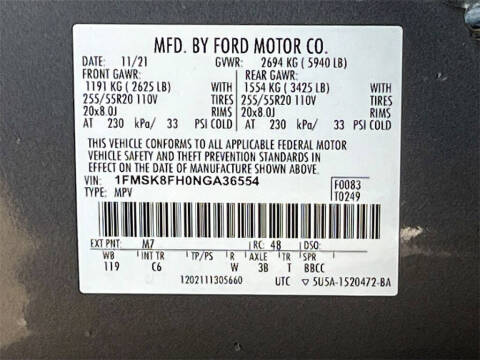 MFD. BY FORD MOTOR CO.
DATE: 11/21 GVWR: 2694 KG ( 5940 LB)
FRONT GAWR: REAR GAWR:
1191 KG ( 2625 LB) WITH 1554 KG ( 3425 LB) WITH
255/55R20 110V TIRES 255/55R20 110V TIRES
20x8.0J RIMS 20x8.0J RIMS
AT 230 kPa/ 33 PSI COLD AT 230 kPa/ 33 PSI COLD
THIS VEHICLE CONFORMS TO ALL APPLICABLE FEDERAL MOTOR
VEHICLE SAFETY AND THEFT PREVENTION STANDARDS IN
EFFECT ON THE DATE OF MANUFACTURE SHOWN ABOVE.
VIN: 1FMSK8FH0NGA36554 F0083
TYPE: MPV T0249
EXT PNT: M7 RC: 48 DSO:
WB INT TR TP/PS R AXLE TR SPR
119 C6 W 3B T BBCC
1202111305660 UTC ▽5U5A-1520472-BA